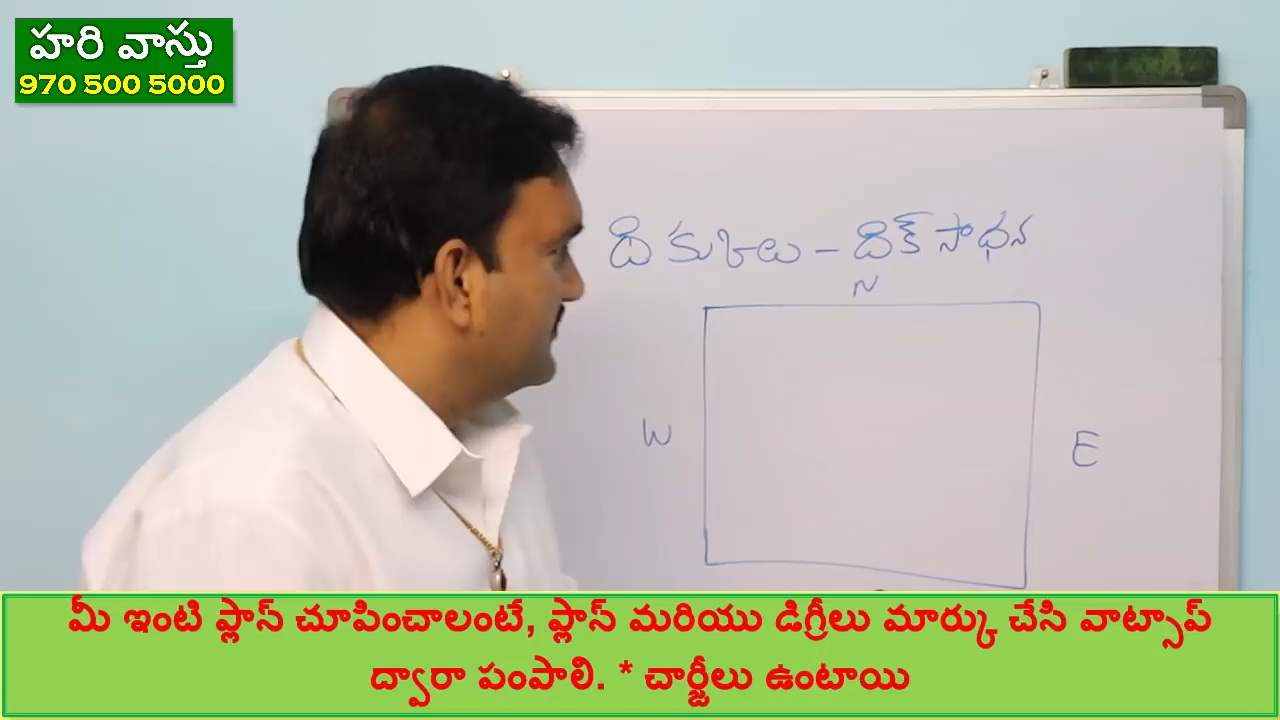 హరి వాస్తు
970 500 5000
దికులు - దిక్ సాధన
N
W
E
మీ ఇంటి ప్లాన్ చూపించాలంటే, ప్లాన్ మరియు డిగ్రీలు మార్కు చేసి వాట్సాప్
ద్వారా పంపాలి. * చార్జీలు ఉంటాయి